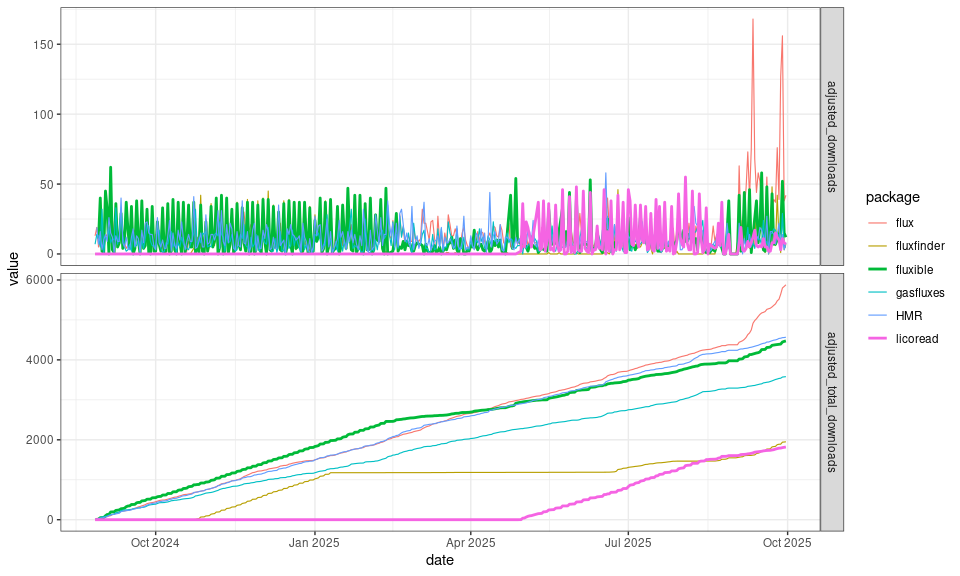 value
150
100
50
0
adjusted_downloads
6000
4000
2000
0
adjusted_total_downloads
Oct 2024
Jan 2025
Apr 2025
Jul 2025
Oct 2025
date
package
flux
fluxfinder
fluxible
gasfluxes
HMR
licoread